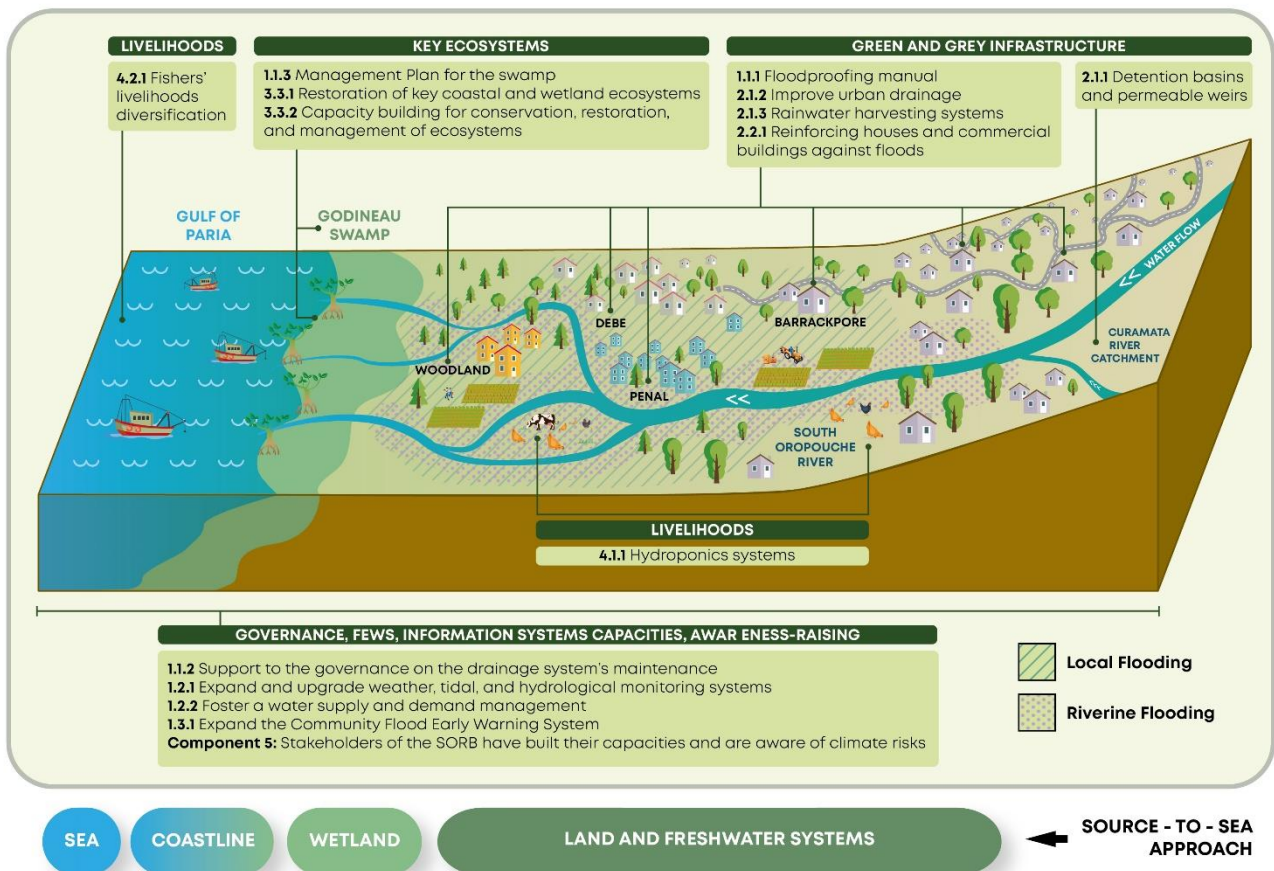 LIVELIHOODS
4.2.1 Fishers'
livelihoods
diversification
KEY ECOSYSTEMS
1.1.3 Management Plan for the swamp
3.3.1 Restoration of key coastal and wetland ecosystems
3.3.2 Capacity building for conservation, restoration,
and management of ecosystems
GREEN AND GREY INFRASTRUCTURE
1.1.1 Floodproofing manual
2.1.2 Improve urban drainage
2.1.3 Rainwater harvesting systems
2.2.1 Reinforcing houses and commercial
buildings against floods
2.1.1 Detention basins
and permeable weirs
GULF OF
PARIA
GODINEAU
SWAMP
<< WATER FLOW
DEBE
BARRACKPORE
CURAMATA
RIVER
CATCHMENT
WOODLAND
PENAL
<<
<<<
SOUTH
OROPOUCHE
RIVER
LIVELIHOODS
4.1.1 Hydroponics systems
GOVERNANCE, FEWS, INFORMATION SYSTEMS CAPACITIES, AWAR ENESS-RAISING
1.1.2 Support to the governance on the drainage system's maintenance
1.2.1 Expand and upgrade weather, tidal, and hydrological monitoring systems
1.2.2 Foster a water supply and demand management
1.3.1 Expand the Community Flood Early Warning System
Component 5: Stakeholders of the SORB have built their capacities and are aware of climate risks
Local Flooding
Riverine Flooding
SEA
COASTLINE
WETLAND
LAND AND FRESHWATER SYSTEMS
SOURCE - TO - SEA
APPROACH